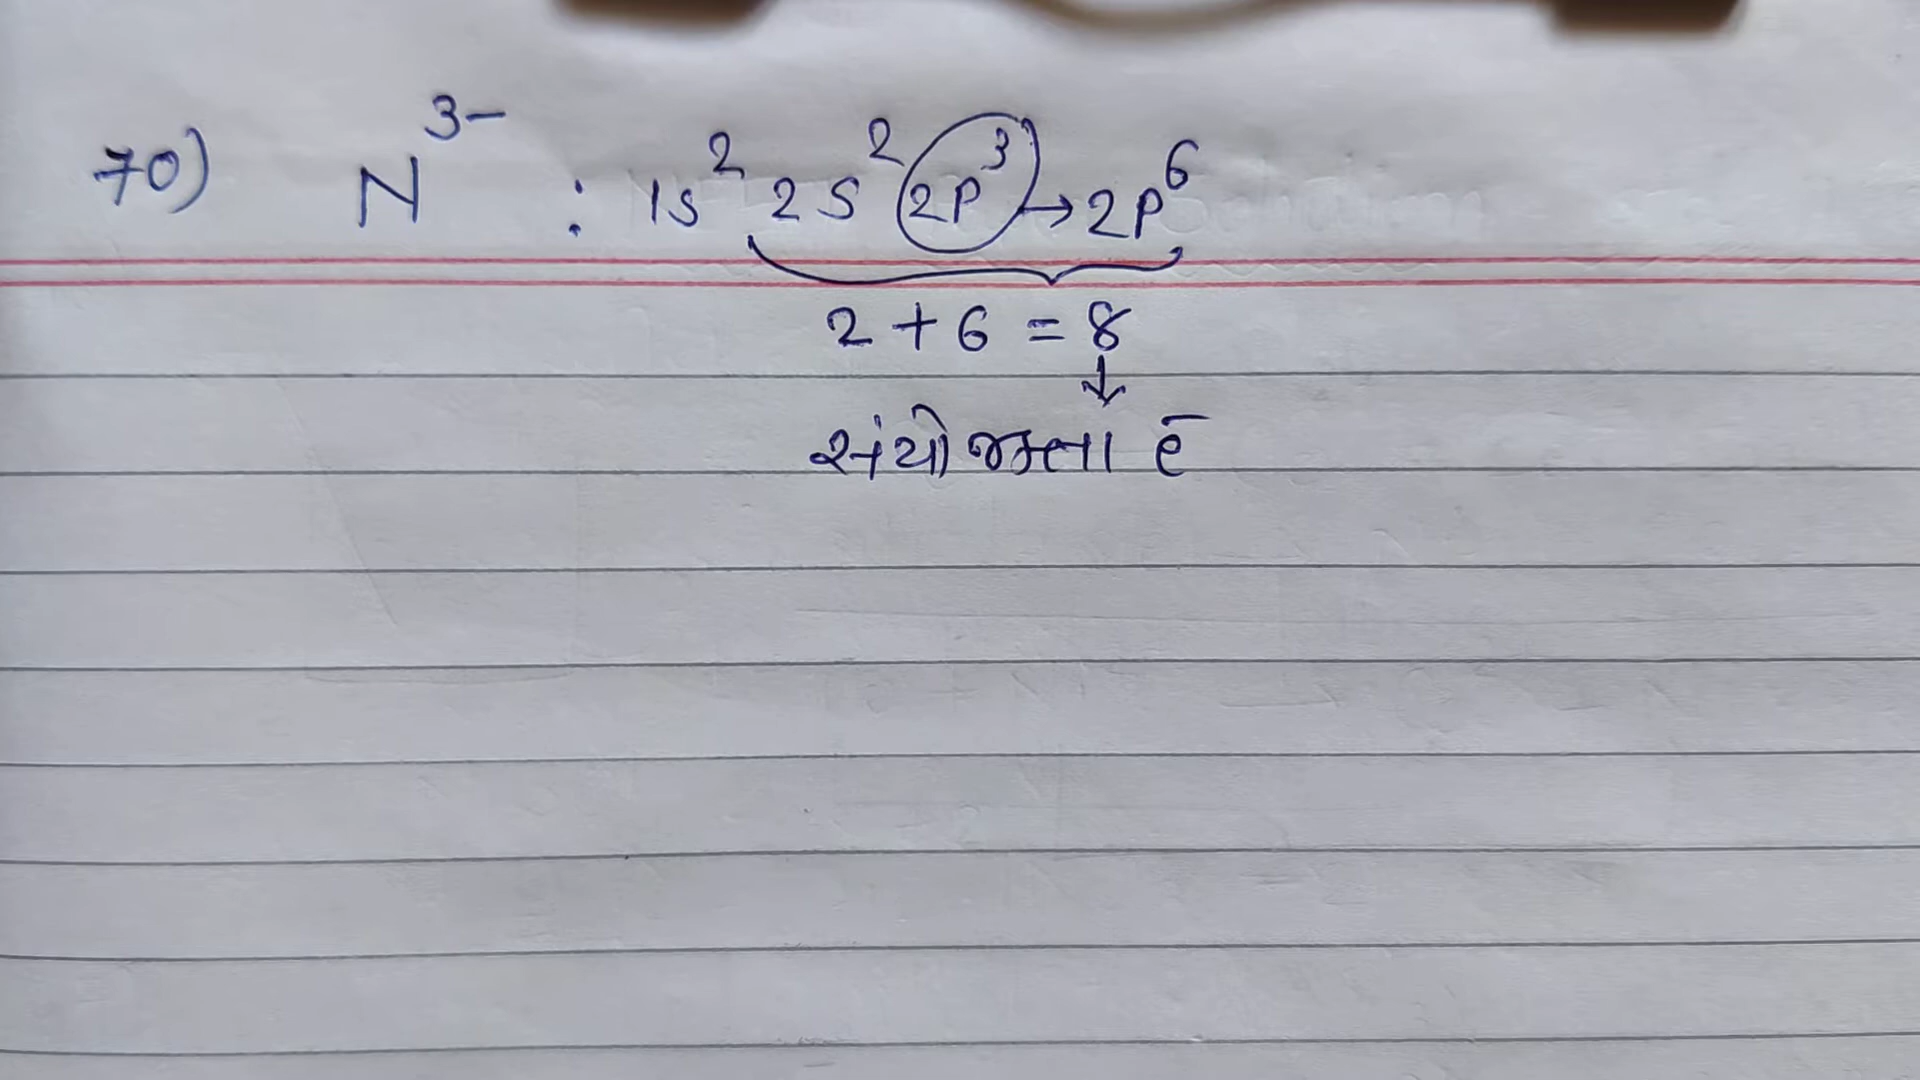 70) N³⁻ : 1s² 2s² 2p³ → 2p⁶
2 + 6 = 8
↓
સંયોજકતા e⁻